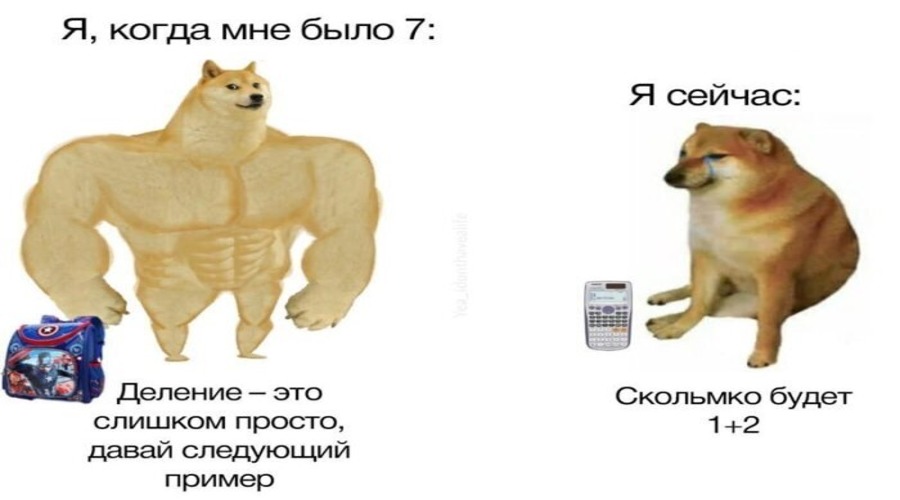 Я, когда мне было 7:
Я сейчас:
Деление – это
слишком просто,
давай следующий
пример
Скольмко будет
1+2